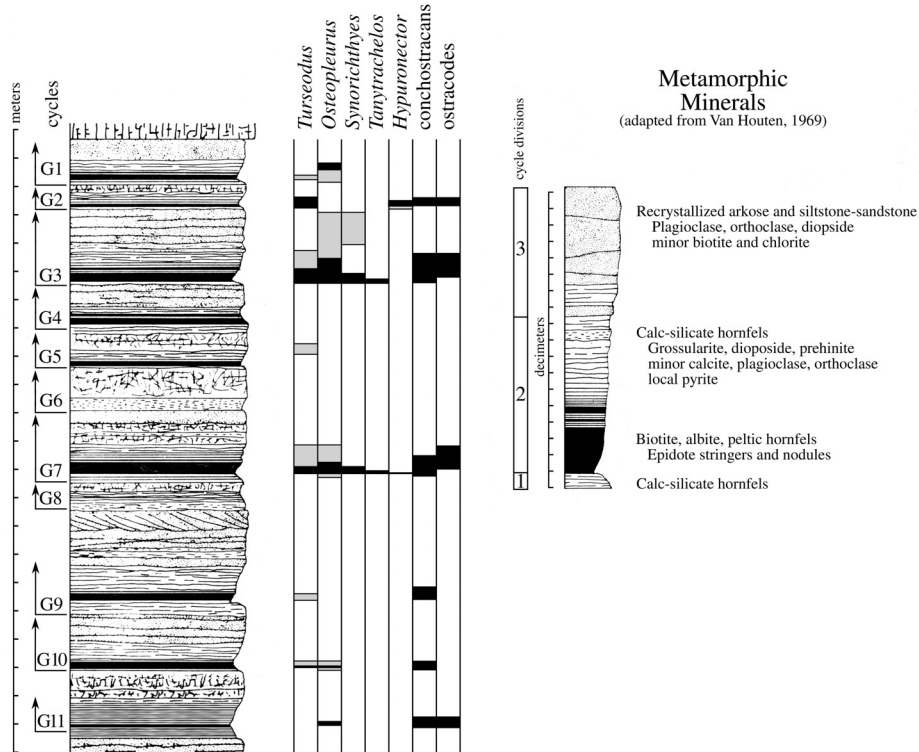 meters
cycles
Turseodus
Osteopleurus
Synorichthyes
Tanytrachelos
Hypuronector
conchostracans
ostracodes
G1
G2
G3
G4
G5
G6
G7
G8
G9
G10
G11
Metamorphic
Minerals
(adapted from Van Houten, 1969)
cycle divisions
decimeters
3
2
1
Recrystallized arkose and siltstone-sandstone
Plagioclase, orthoclase, diopside
minor biotite and chlorite
Calc-silicate hornfels
Grossularite, dioposide, prehinite
minor calcite, plagioclase, orthoclase
local pyrite
Biotite, albite, peltic hornfels
Epidote stringers and nodules
Calc-silicate hornfels